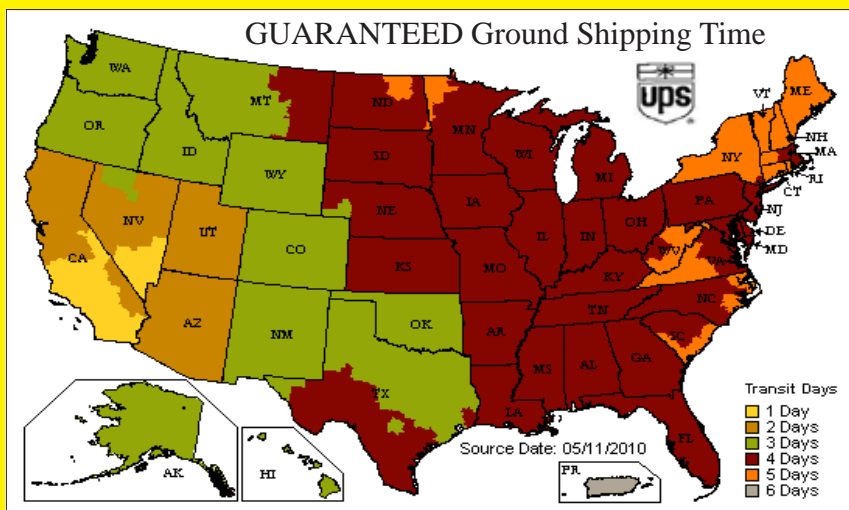 GUARANTEED Ground Shipping Time
ups
WA
OR
ID
MT
WY
NV
UT
CA
CO
AZ
NM
ND
SD
NE
KS
OK
TX
MN
IA
MO
AR
LA
WI
IL
IN
MI
OH
KY
TN
MS
AL
GA
FL
SC
NC
VA
WV
PA
NY
VT
ME
NH
MA
RI
CT
NJ
DE
MD
AK
HI
PR
Source Date: 05/11/2010
Transit Days
1 Day
2 Days
3 Days
4 Days
5 Days
6 Days